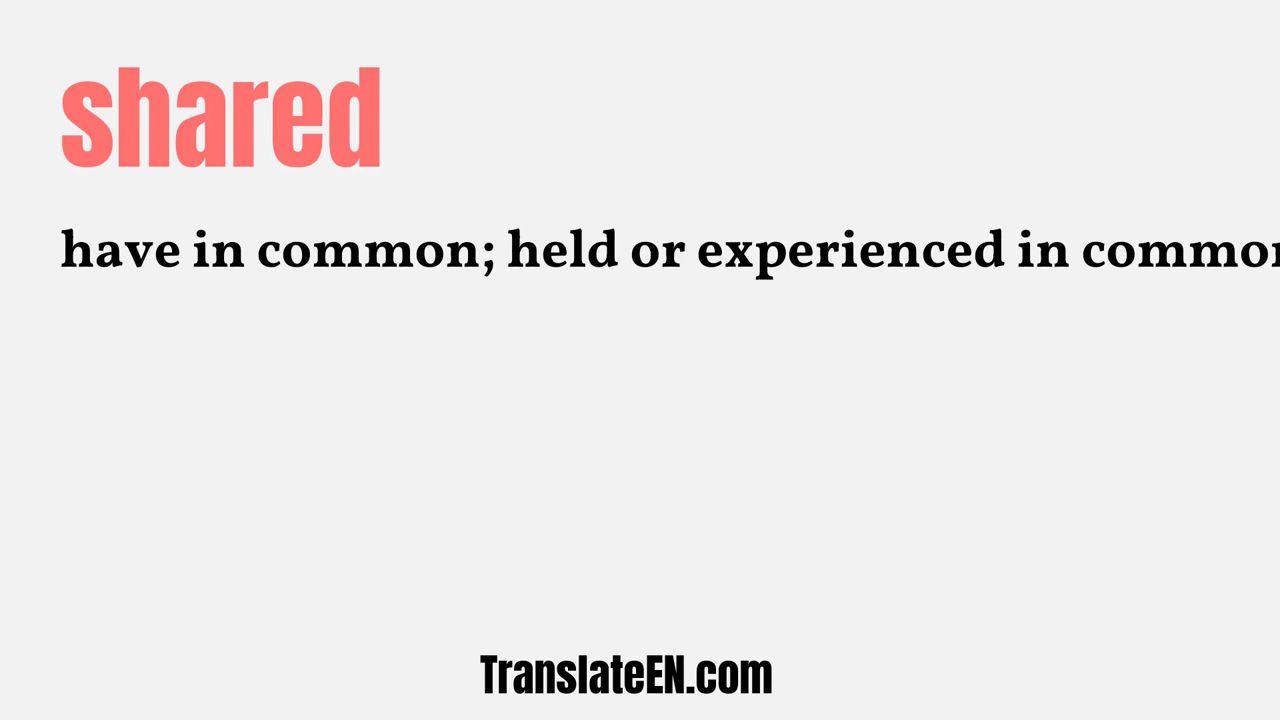 shared
have in common; held or experienced in common
TranslateEN.com